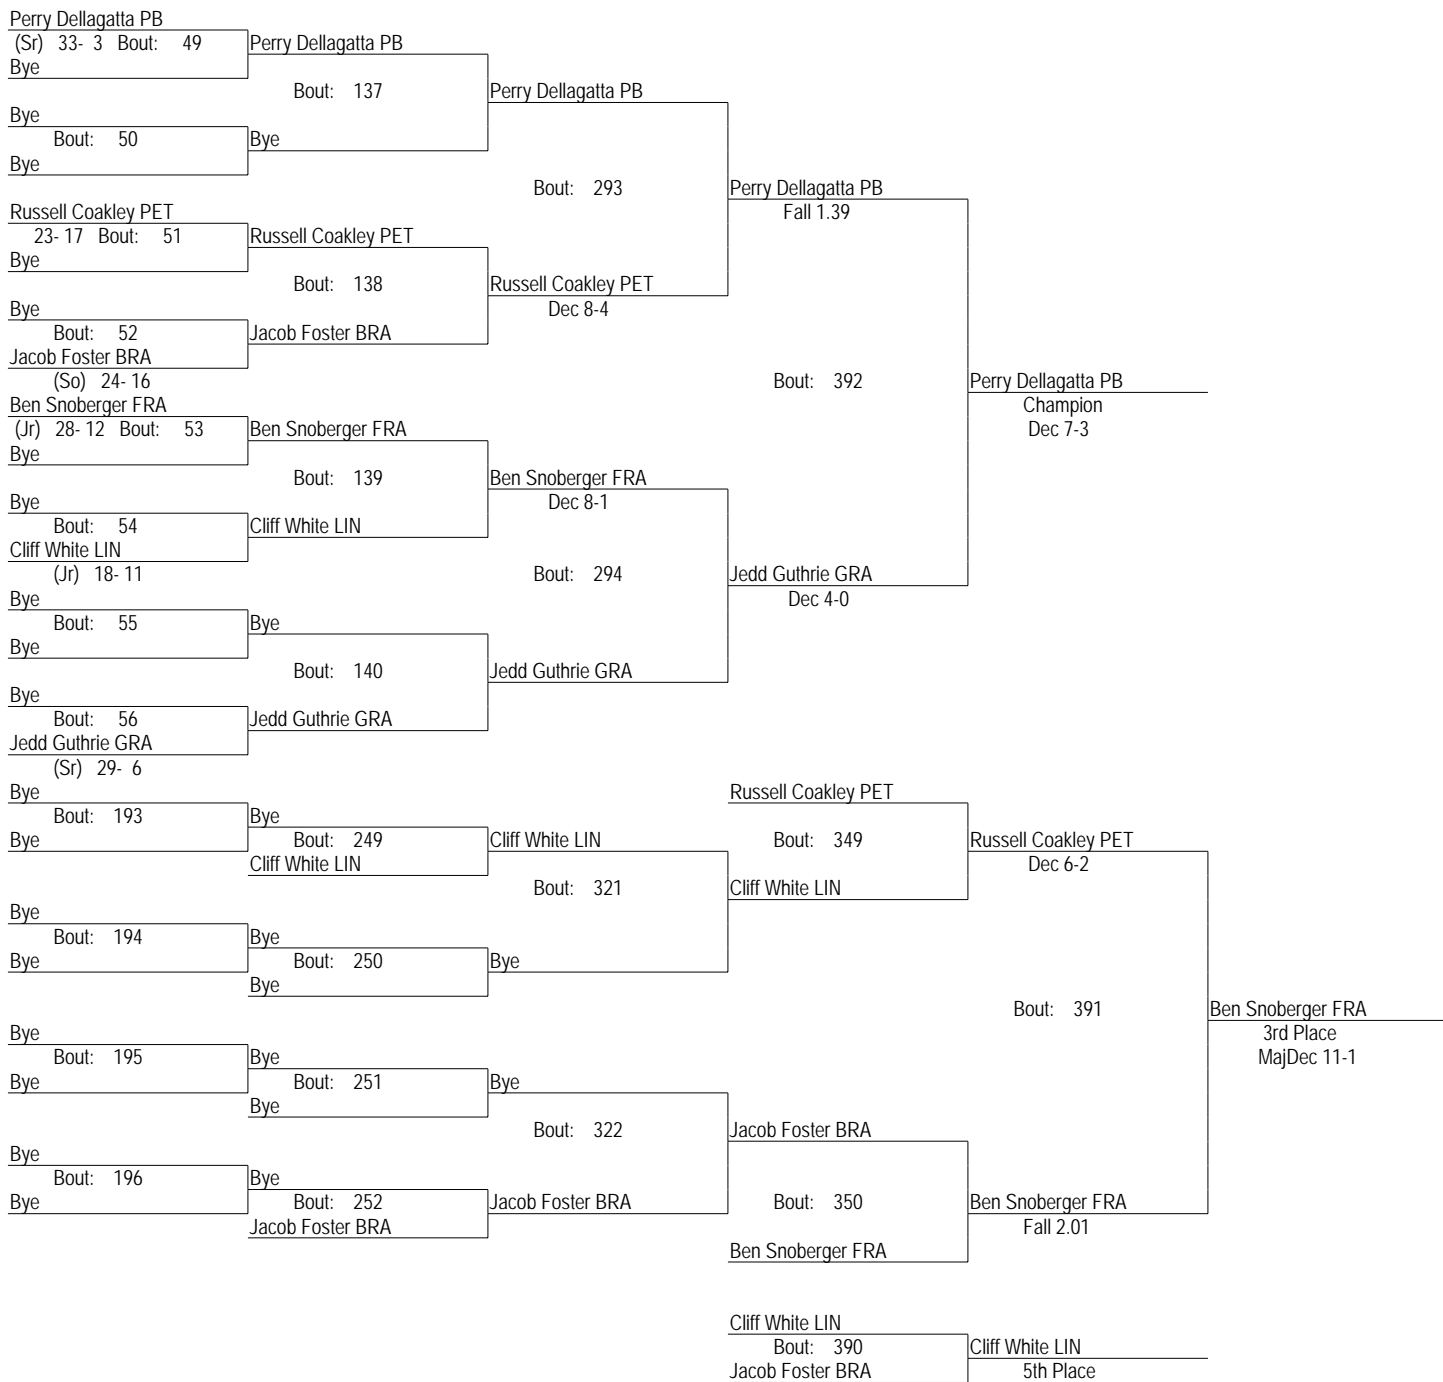 Perry Dellagatta PB
(Sr) 33- 3 Bout: 49 Perry Dellagatta PB
Bye
Bout: 137 Perry Dellagatta PB
Bye
Bout: 50 Bye
Bye
Bout: 293 Perry Dellagatta PB
Russell Coakley PET Fall 1.39
23- 17 Bout: 51 Russell Coakley PET
Bye
Bout: 138 Russell Coakley PET
Bye Dec 8-4
Bout: 52 Jacob Foster BRA
Jacob Foster BRA
(So) 24- 16 Bout: 392 Perry Dellagatta PB
Ben Snoberger FRA Champion
(Jr) 28- 12 Bout: 53 Ben Snoberger FRA Dec 7-3
Bye
Bout: 139 Ben Snoberger FRA
Bye Dec 8-1
Bout: 54 Cliff White LIN
Cliff White LIN
(Jr) 18- 11 Bout: 294 Jedd Guthrie GRA
Bye Dec 4-0
Bout: 55 Bye
Bye
Bout: 140 Jedd Guthrie GRA
Bye
Bout: 56 Jedd Guthrie GRA
Jedd Guthrie GRA
(Sr) 29- 6
Bye Russell Coakley PET
Bout: 193 Bye
Bye Bout: 249 Cliff White LIN Bout: 349 Russell Coakley PET
Cliff White LIN Dec 6-2
Bout: 321 Cliff White LIN
Bye
Bout: 194 Bye
Bye Bout: 250 Bye
Bye
Bout: 391 Ben Snoberger FRA
Bye 3rd Place
Bout: 195 Bye MajDec 11-1
Bye Bout: 251 Bye
Bye
Bout: 322 Jacob Foster BRA
Bye
Bout: 196 Bye
Bye Bout: 252 Jacob Foster BRA Bout: 350 Ben Snoberger FRA
Jacob Foster BRA Fall 2.01
Ben Snoberger FRA
Cliff White LIN
Bout: 390 Cliff White LIN
Jacob Foster BRA 5th Place